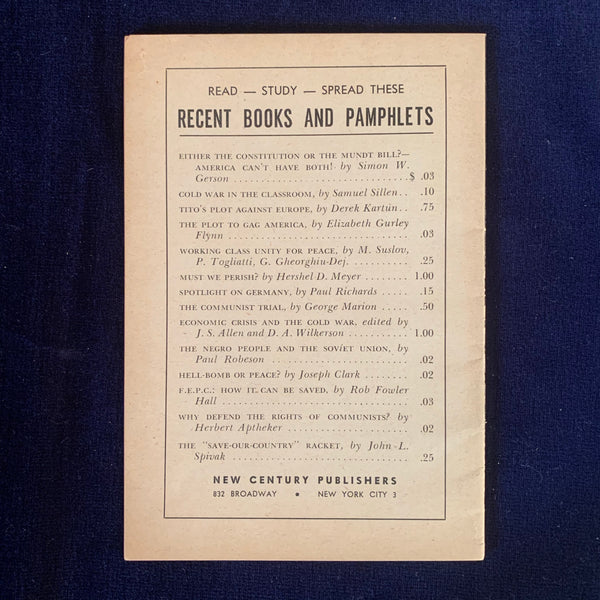 READ — STUDY — SPREAD THESE
RECENT BOOKS AND PAMPHLETS
EITHER THE CONSTITUTION OR THE MUNDT BILL?—
AMERICA CAN'T HAVE BOTH! by Simon W.
Gerson ................................ $ .03
COLD WAR IN THE CLASSROOM, by Samuel Sillen .. .10
TITO'S PLOT AGAINST EUROPE, by Derek Kartun .. .75
THE PLOT TO GAG AMERICA, by Elizabeth Gurley
Flynn ................................ .03
WORKING CLASS UNITY FOR PEACE, by M. Suslov,
P. Togliatti, G. Gheorghiu-Dej. .......... .25
MUST WE PERISH? by Hershel D. Meyer ........ 1.00
SPOTLIGHT ON GERMANY, by Paul Richards ..... .15
THE COMMUNIST TRIAL, by George Marion ..... .50
ECONOMIC CRISIS AND THE COLD WAR, edited by
J. S. Allen and D. A. Wilkerson ........... 1.00
THE NEGRO PEOPLE AND THE SOVIET UNION, by
Paul Robeson ........................ .02
HELL-BOMB OR PEACE? by Joseph Clark ........ .02
F.E.P.C.: HOW IT CAN BE SAVED, by Rob Fowler
Hall ................................ .03
WHY DEFEND THE RIGHTS OF COMMUNISTS? by
Herbert Aptheker ..................... .02
THE "SAVE-OUR-COUNTRY" RACKET, by John L.
Spivak ................................ .25
NEW CENTURY PUBLISHERS
832 BROADWAY • NEW YORK CITY 3